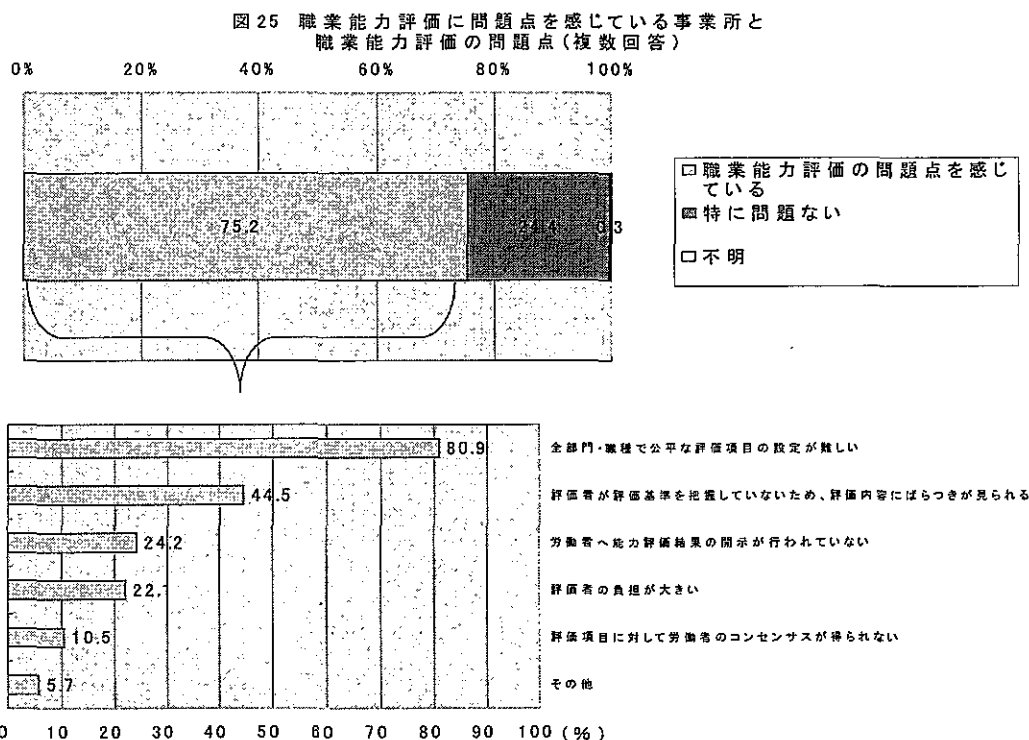 図25 職業能力評価に問題点を感じている事業所と
職業能力評価の問題点(複数回答)
0% 20% 40% 60% 80% 100%
75.2
職業能力評価の問題点を感じ
ている
特に問題ない
不明
80.9 全部門・職種で公平な評価項目の設定が難しい
44.5 評価者が評価基準を把握していないため、評価内容にばらつきが見られる
24.2 労働者へ能力評価結果の開示が行われていない
評価者の負担が大きい
10.5 評価項目に対して労働者のコンセンサスが得られない
5.7 その他
0 10 20 30 40 50 60 70 80 90 100 (%)